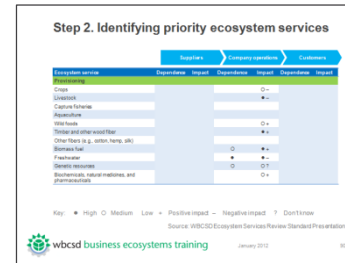 Step 2. Identifying priority ecosystem services
Suppliers Company operations Customers
Ecosystem service Dependence Impact Dependence Impact Dependence Impact
Provisioning
Crops O –
Livestock ● –
Capture fisheries
Aquaculture
Wild foods O +
Timber and other wood fiber ● +
Other fibers (e.g., cotton, hemp, silk)
Biomass fuel O ● –
Freshwater ● ● –
Genetic resources O O ?
Biochemicals, natural medicines, and pharmaceuticals O +
Key: ● High O Medium Low + Positive impact – Negative impact ? Don't know
Source: WBCSD Ecosystem Services Review Standard Presentation
wbcsd business ecosystems training January 2012